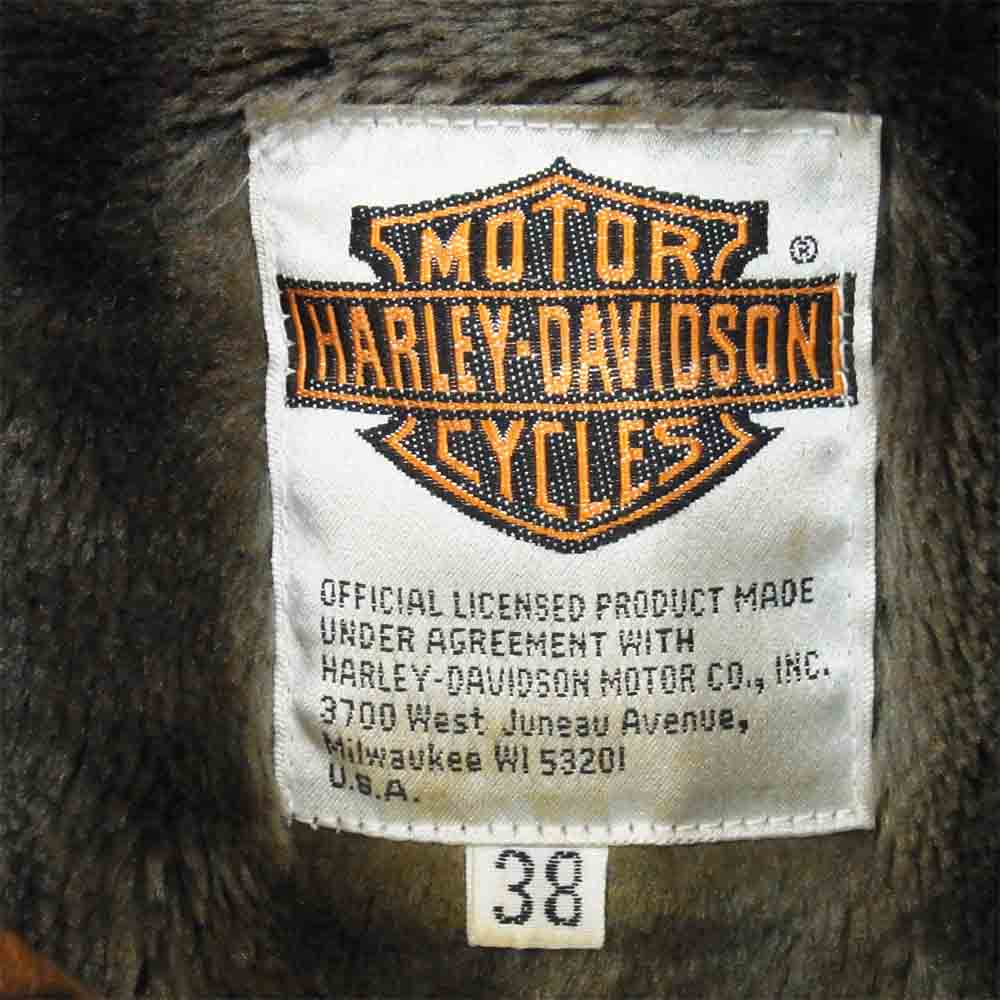 MOTOR
®
HARLEY-DAVIDSON
CYCLES
OFFICIAL LICENSED PRODUCT MADE
UNDER AGREEMENT WITH
HARLEY-DAVIDSON MOTOR CO., INC.
3700 West Juneau Avenue,
Milwaukee WI 53201
U.S.A.
38